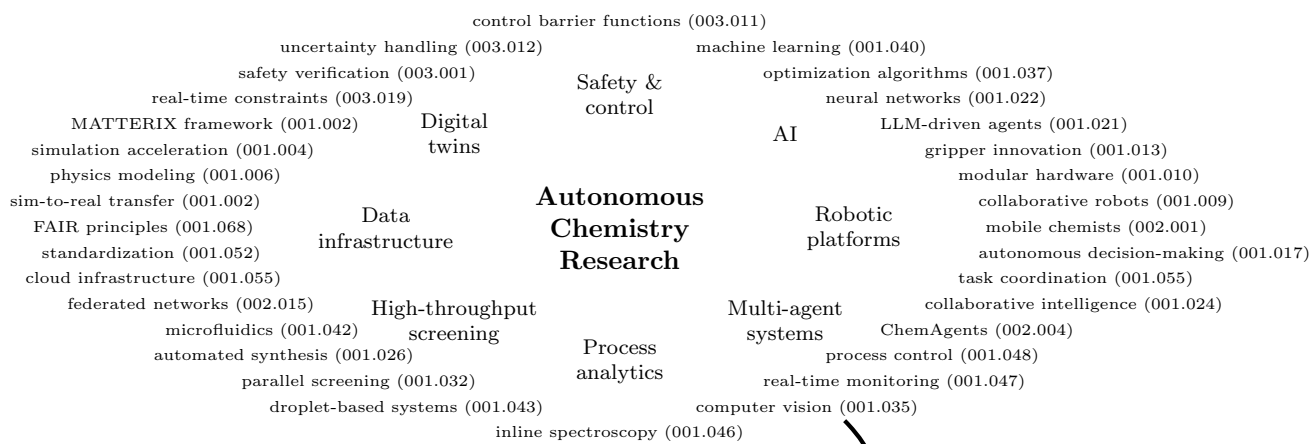 control barrier functions (003.011)
uncertainty handling (003.012)
machine learning (001.040)
safety verification (003.001)
optimization algorithms (001.037)
Safety &
control
real-time constraints (003.019)
neural networks (001.022)
MATTERIX framework (001.002)
Digital
twins
AI
LLM-driven agents (001.021)
simulation acceleration (001.004)
gripper innovation (001.013)
physics modeling (001.006)
modular hardware (001.010)
sim-to-real transfer (001.002)
Autonomous
Chemistry
Research
collaborative robots (001.009)
FAIR principles (001.068)
Data
infrastructure
Robotic
platforms
mobile chemists (002.001)
standardization (001.052)
autonomous decision-making (001.017)
cloud infrastructure (001.055)
task coordination (001.055)
federated networks (002.015)
High-throughput
screening
Multi-agent
systems
collaborative intelligence (001.024)
microfluidics (001.042)
ChemAgents (002.004)
automated synthesis (001.026)
Process
analytics
process control (001.048)
parallel screening (001.032)
real-time monitoring (001.047)
droplet-based systems (001.043)
computer vision (001.035)
inline spectroscopy (001.046)